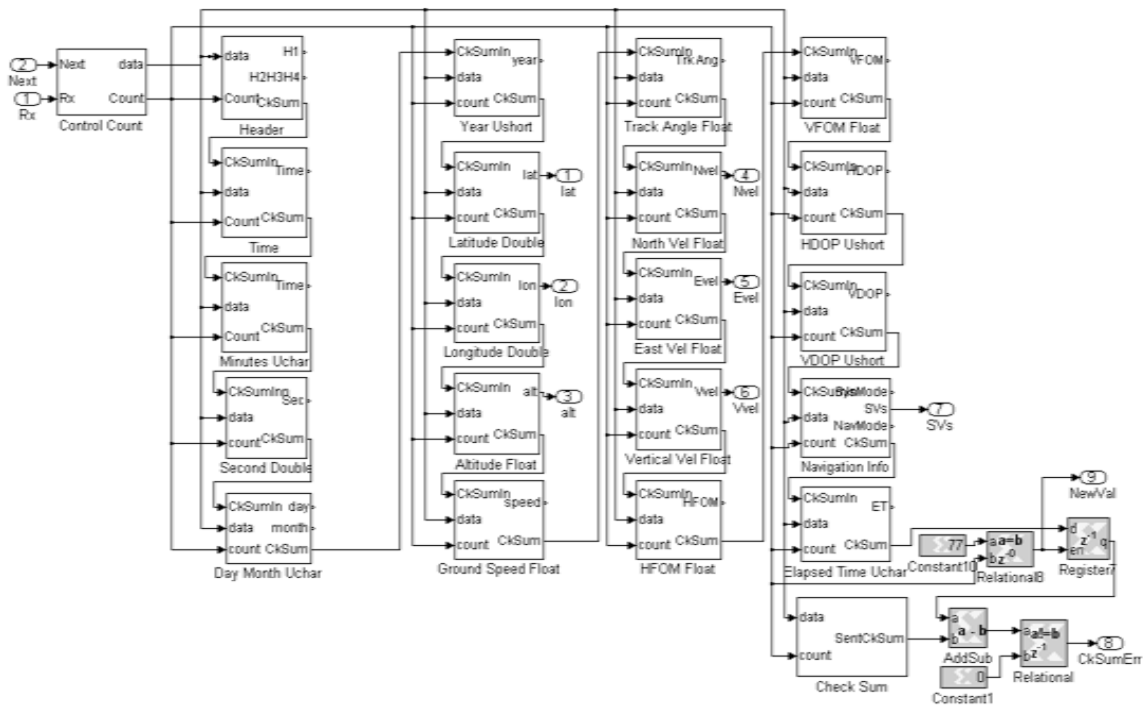 2
Next
1
Rx
Next data
Rx Count
Control Count
data H1
H2H3H4
Count CkSum
Header
CkSumIn Time
data
Count CkSum
Time
CkSumIn Time
data
Count CkSum
Minutes Uchar
CkSumIn Sec
data
count CkSum
Second Double
CkSumIn day
data month
count CkSum
Day Month Uchar
CkSumIn year
data
count CkSum
Year Ushort
CkSumIn
lat
data
count CkSum
Latitude Double
1
lat
CkSumIn
lon
data
count CkSum
Longitude Double
2
lon
CkSumIn alt
data
count CkSum
Altitude Float
3
alt
CkSumIn speed
data
count CkSum
Ground Speed Float
CkSumIn Trk Ang
data
count CkSum
Track Angle Float
CkSumIn Nvel
data
count CkSum
North Vel Float
4
Nvel
CkSumIn Evel
data
count CkSum
East Vel Float
5
Evel
CkSumIn Vvel
data
count CkSum
Vertical Vel Float
6
Vvel
CkSumIn HFOM
data
count CkSum
HFOM Float
CkSumIn VFOM
data
count CkSum
VFOM Float
CkSumIn HDOP
data
count CkSum
HDOP Ushort
CkSumIn VDOP
data
count CkSum
VDOP Ushort
CkSumIn SysMode
data SVs
NavMode
count CkSum
Navigation Info
7
SVs
CkSumIn ET
data
count CkSum
Elapsed Time Uchar
77
Constant10
a a=b
b z-0
Relational8
9
NewVal
d
z-1 q
en
Register7
data
SentCkSum
count
Check Sum
a
a - b
b
AddSub
0
Constant1
a a!=b
b z-1
Relational
8
CkSumErr